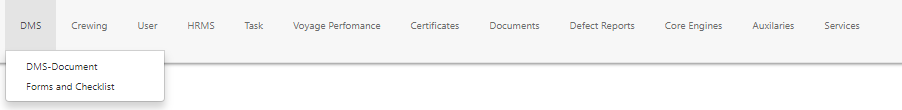 DMS Crewing User HRMS Task Voyage Perfomance Certificates Documents Defect Reports Core Engines Auxilaries Services
DMS-Document
Forms and Checklist